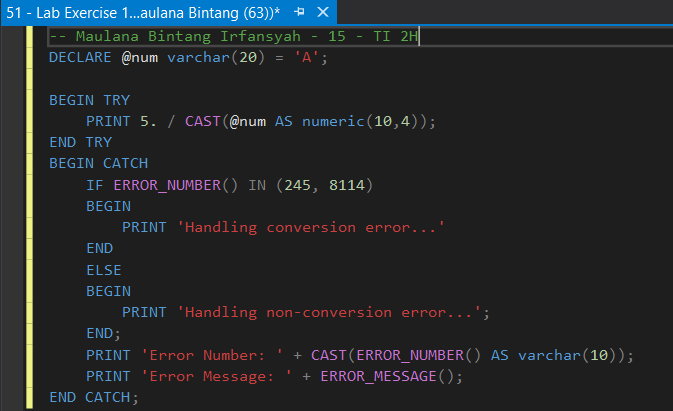 51 - Lab Exercise 1...aulana Bintang (63))*
-- Maulana Bintang Irfansyah - 15 - TI 2H
DECLARE @num varchar(20) = 'A';

BEGIN TRY
    PRINT 5. / CAST(@num AS numeric(10,4));
END TRY
BEGIN CATCH
    IF ERROR_NUMBER() IN (245, 8114)
    BEGIN
        PRINT 'Handling conversion error...'
    END
    ELSE
    BEGIN
        PRINT 'Handling non-conversion error...';
    END;
    PRINT 'Error Number: ' + CAST(ERROR_NUMBER() AS varchar(10));
    PRINT 'Error Message: ' + ERROR_MESSAGE();
END CATCH;